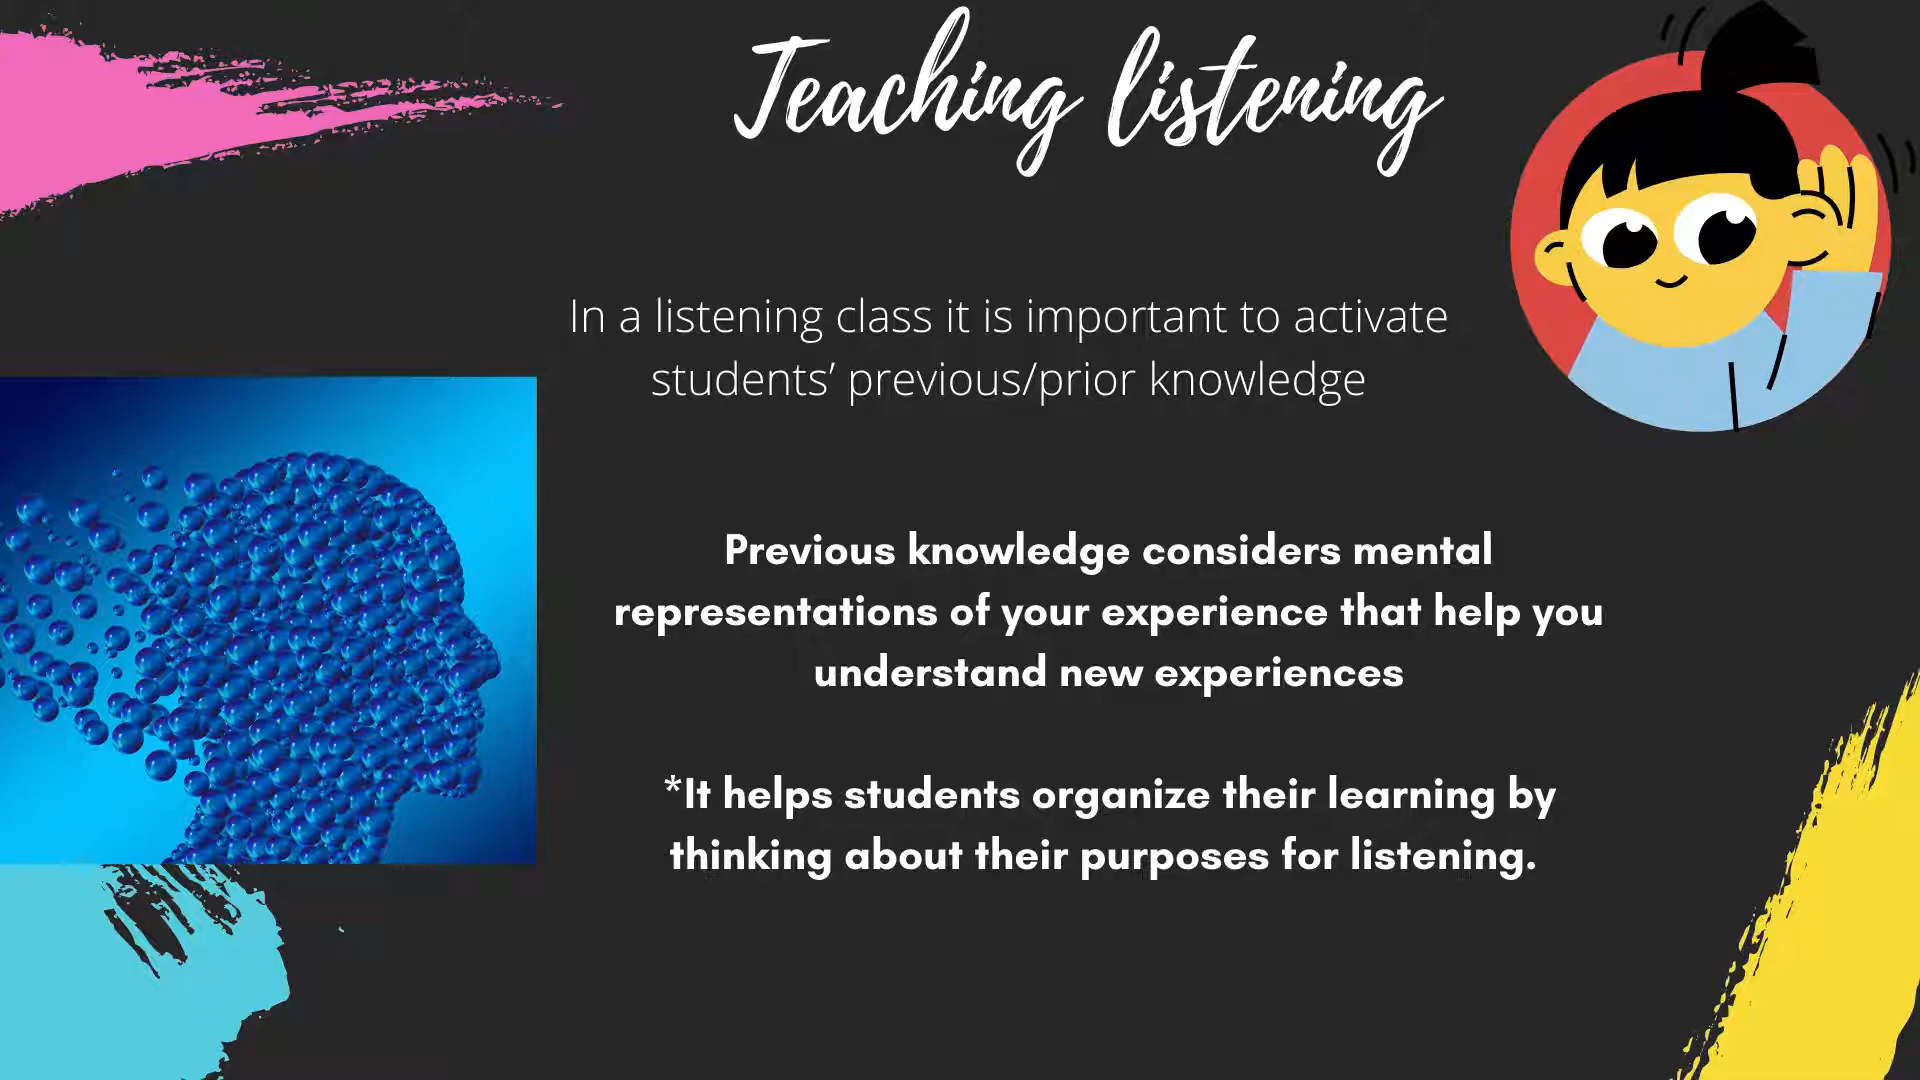 Teaching listening
In a listening class it is important to activate
students’ previous/prior knowledge
Previous knowledge considers mental
representations of your experience that help you
understand new experiences
*It helps students organize their learning by
thinking about their purposes for listening.